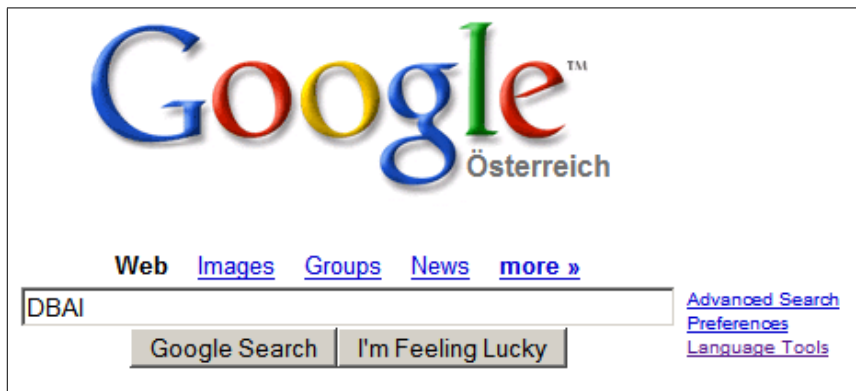 Google™
Österreich
Web Images Groups News more »
DBAI
Advanced Search
Preferences
Language Tools
Google Search I'm Feeling Lucky